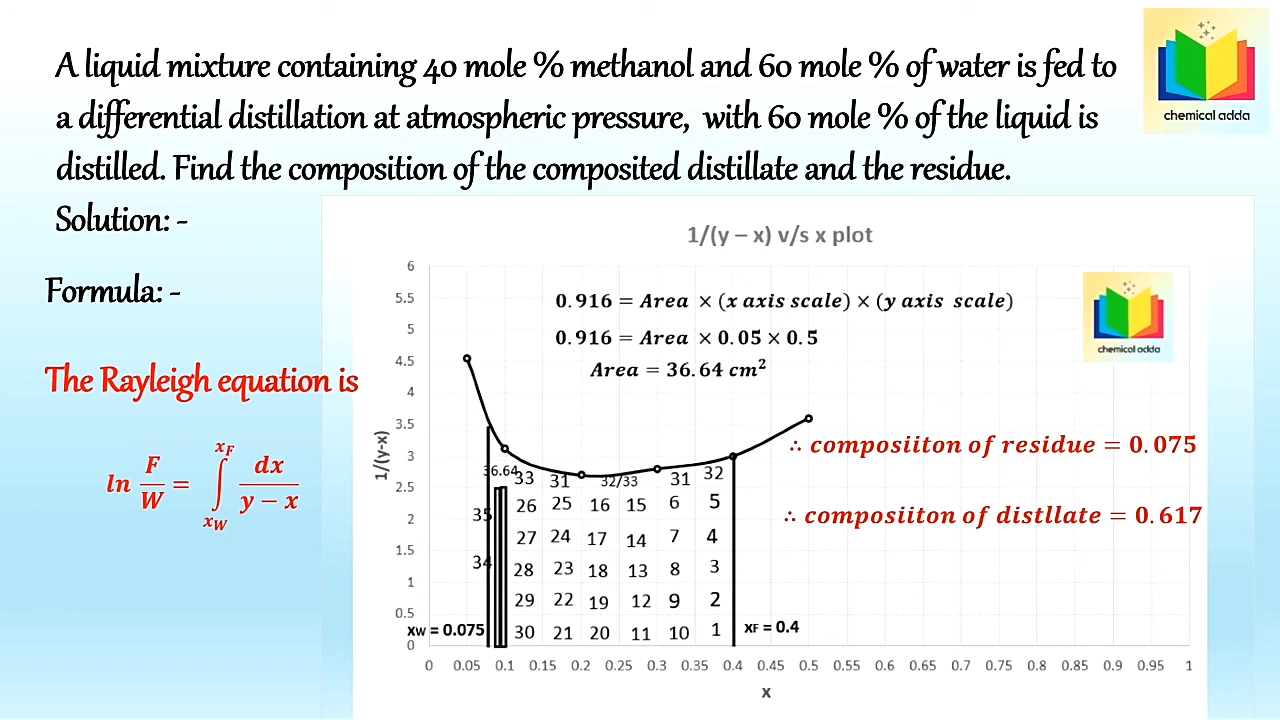 A liquid mixture containing 40 mole % methanol and 60 mole % of water is fed to
a differential distillation at atmospheric pressure, with 60 mole % of the liquid is
distilled. Find the composition of the composited distillate and the residue.
chemical adda
Solution: -
Formula: -
The Rayleigh equation is
ln F/W = ∫ dx/(y − x)
xF
xW
1/(y – x) v/s x plot
0.916 = Area × (x axis scale) × (y axis scale)
0.916 = Area × 0.05 × 0.5
Area = 36.64 cm²
chemical adda
∴ composiiton of residue = 0.075
∴ composiiton of distllate = 0.617
1/(y-x)
6
5.5
5
4.5
4
3.5
3
2.5
2
1.5
1
0.5
0
36.64 33 31 32/33 31 32
35 26 25 16 15 6 5
27 24 17 14 7 4
34 28 23 18 13 8 3
29 22 19 12 9 2
30 21 20 11 10 1
xW = 0.075
xF = 0.4
0 0.05 0.1 0.15 0.2 0.25 0.3 0.35 0.4 0.45 0.5 0.55 0.6 0.65 0.7 0.75 0.8 0.85 0.9 0.95 1
x